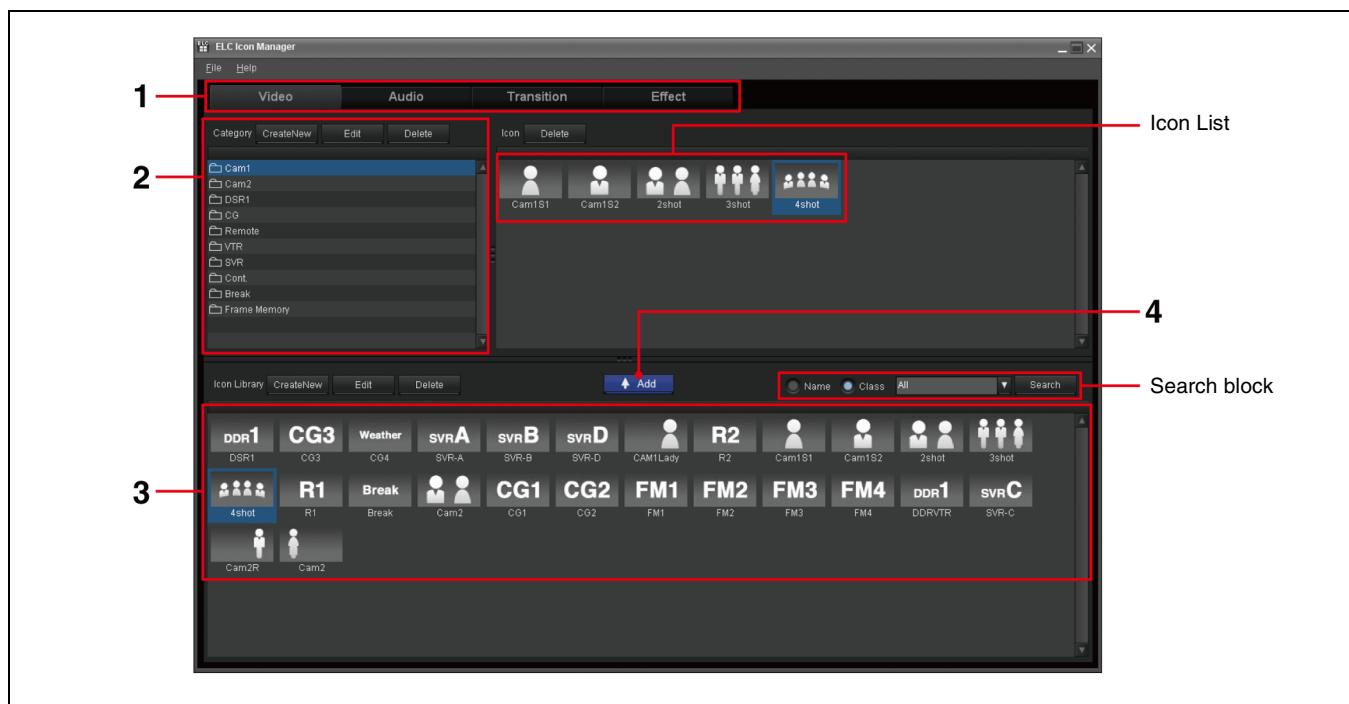 ELC
ELC Icon Manager
File Help
1
Video Audio Transition Effect
Category CreateNew Edit Delete
Icon Delete
Icon List
2
Cam1
Cam2
DSR1
CG
Remote
VTR
SVR
Cont.
Break
Frame Memory
Cam1S1 Cam1S2 2shot 3shot 4shot
4
Icon Library CreateNew Edit Delete
Add
Name Class All Search
Search block
3
DDR1 CG3 Weather SVRA SVRB SVRD R2
DSR1 CG3 CG4 SVR-A SVR-B SVR-D CAM1Lady R2 Cam1S1 Cam1S2 2shot 3shot
R1 Break CG1 CG2 FM1 FM2 FM3 FM4 DDR1 SVRC
4shot R1 Break Cam2 CG1 CG2 FM1 FM2 FM3 FM4 DDRVTR SVR-C
Cam2R Cam2